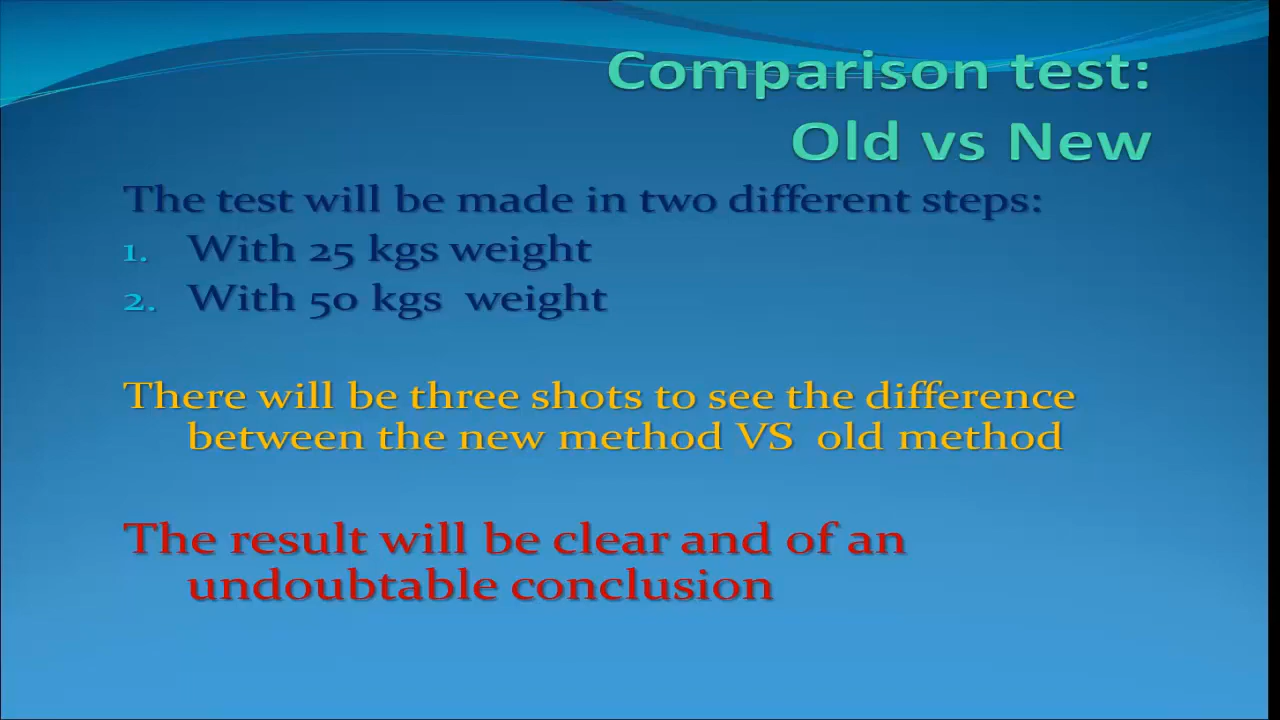 Comparison test:
Old vs New
The test will be made in two different steps:
1. With 25 kgs weight
2. With 50 kgs weight
There will be three shots to see the difference
between the new method VS old method
The result will be clear and of an
undoubtable conclusion